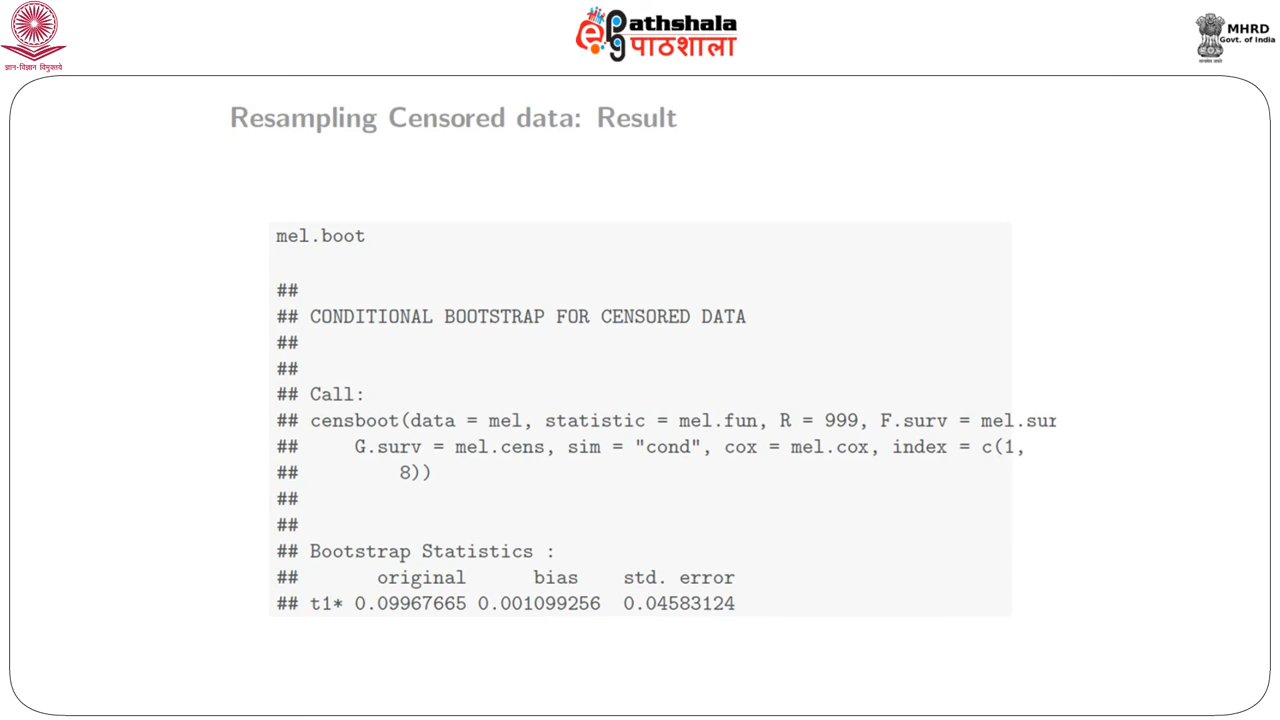 ज्ञान-विज्ञान विमुक्तये
ePathshala
पाठशाला
MHRD
Govt. of India
Resampling Censored data: Result
mel.boot
##
## CONDITIONAL BOOTSTRAP FOR CENSORED DATA
##
##
## Call:
## censboot(data = mel, statistic = mel.fun, R = 999, F.surv = mel.sur
## G.surv = mel.cens, sim = "cond", cox = mel.cox, index = c(1,
## 8))
##
##
## Bootstrap Statistics :
## original bias std. error
## t1* 0.09967665 0.001099256 0.04583124